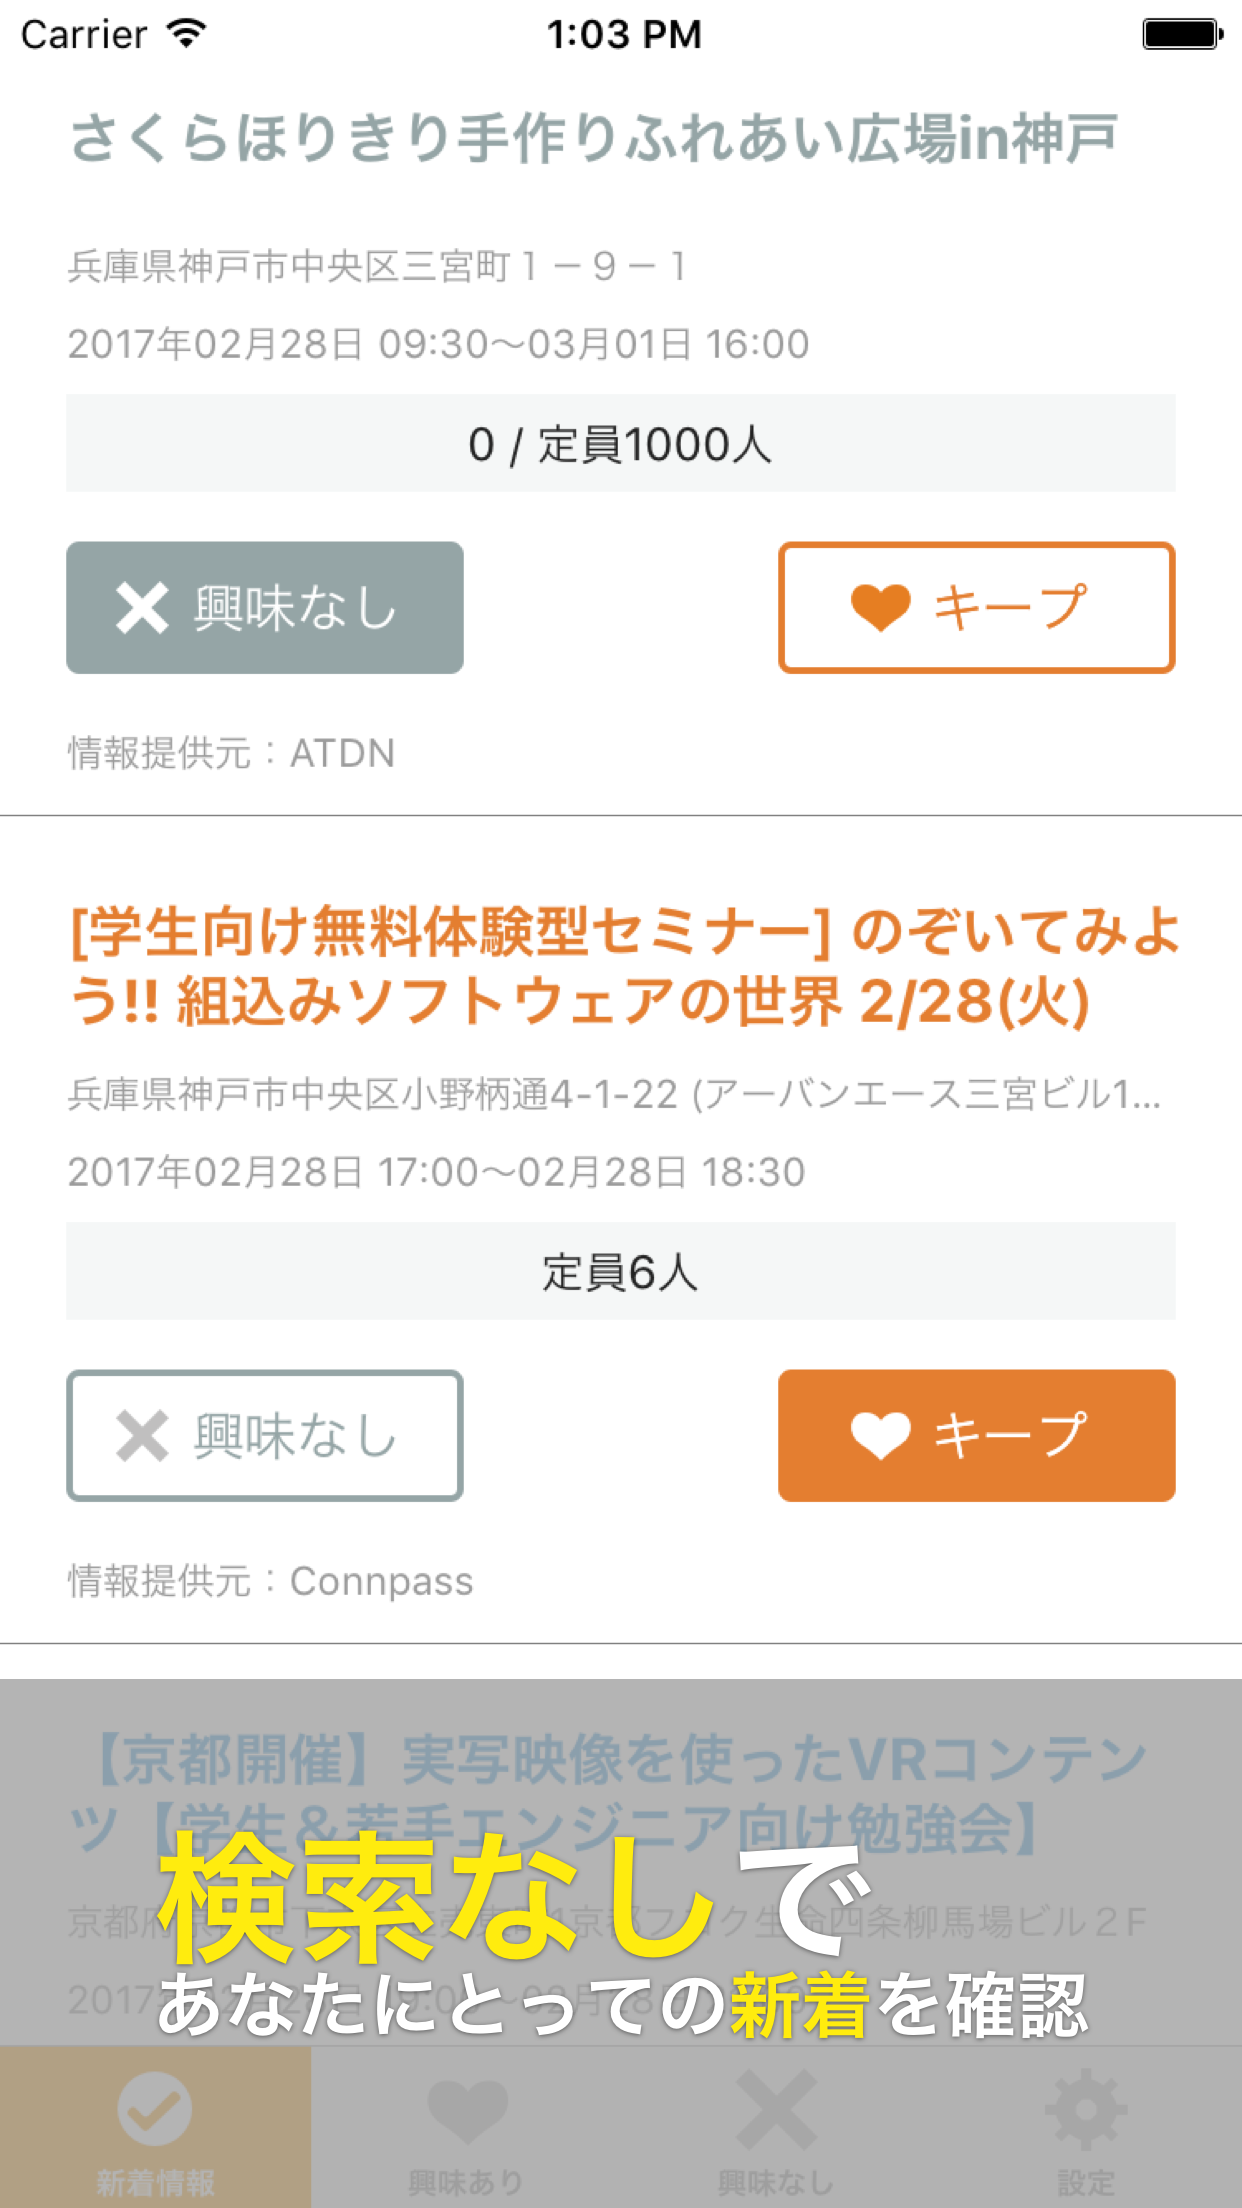 Carrier 1:03 PM
さくらほりきり手作りふれあい広場in神戸
兵庫県神戸市中央区三宮町１－９－１
2017年02月28日 09:30〜03月01日 16:00
0 / 定員1000人
興味なし キープ
情報提供元：ATDN
[学生向け無料体験型セミナー] のぞいてみよ
う!! 組込みソフトウェアの世界 2/28(火)
兵庫県神戸市中央区小野柄通4-1-22 (アーバンエース三宮ビル1...
2017年02月28日 17:00〜02月28日 18:30
定員6人
興味なし キープ
情報提供元：Connpass
【京都開催】実写映像を使ったVRコンテン
ツ【学生＆若手エンジニア向け勉強会】
検索なしで
生命四条柳馬場ビル２F
あなたにとっての新着を確認
新着情報 興味あり 興味なし 設定